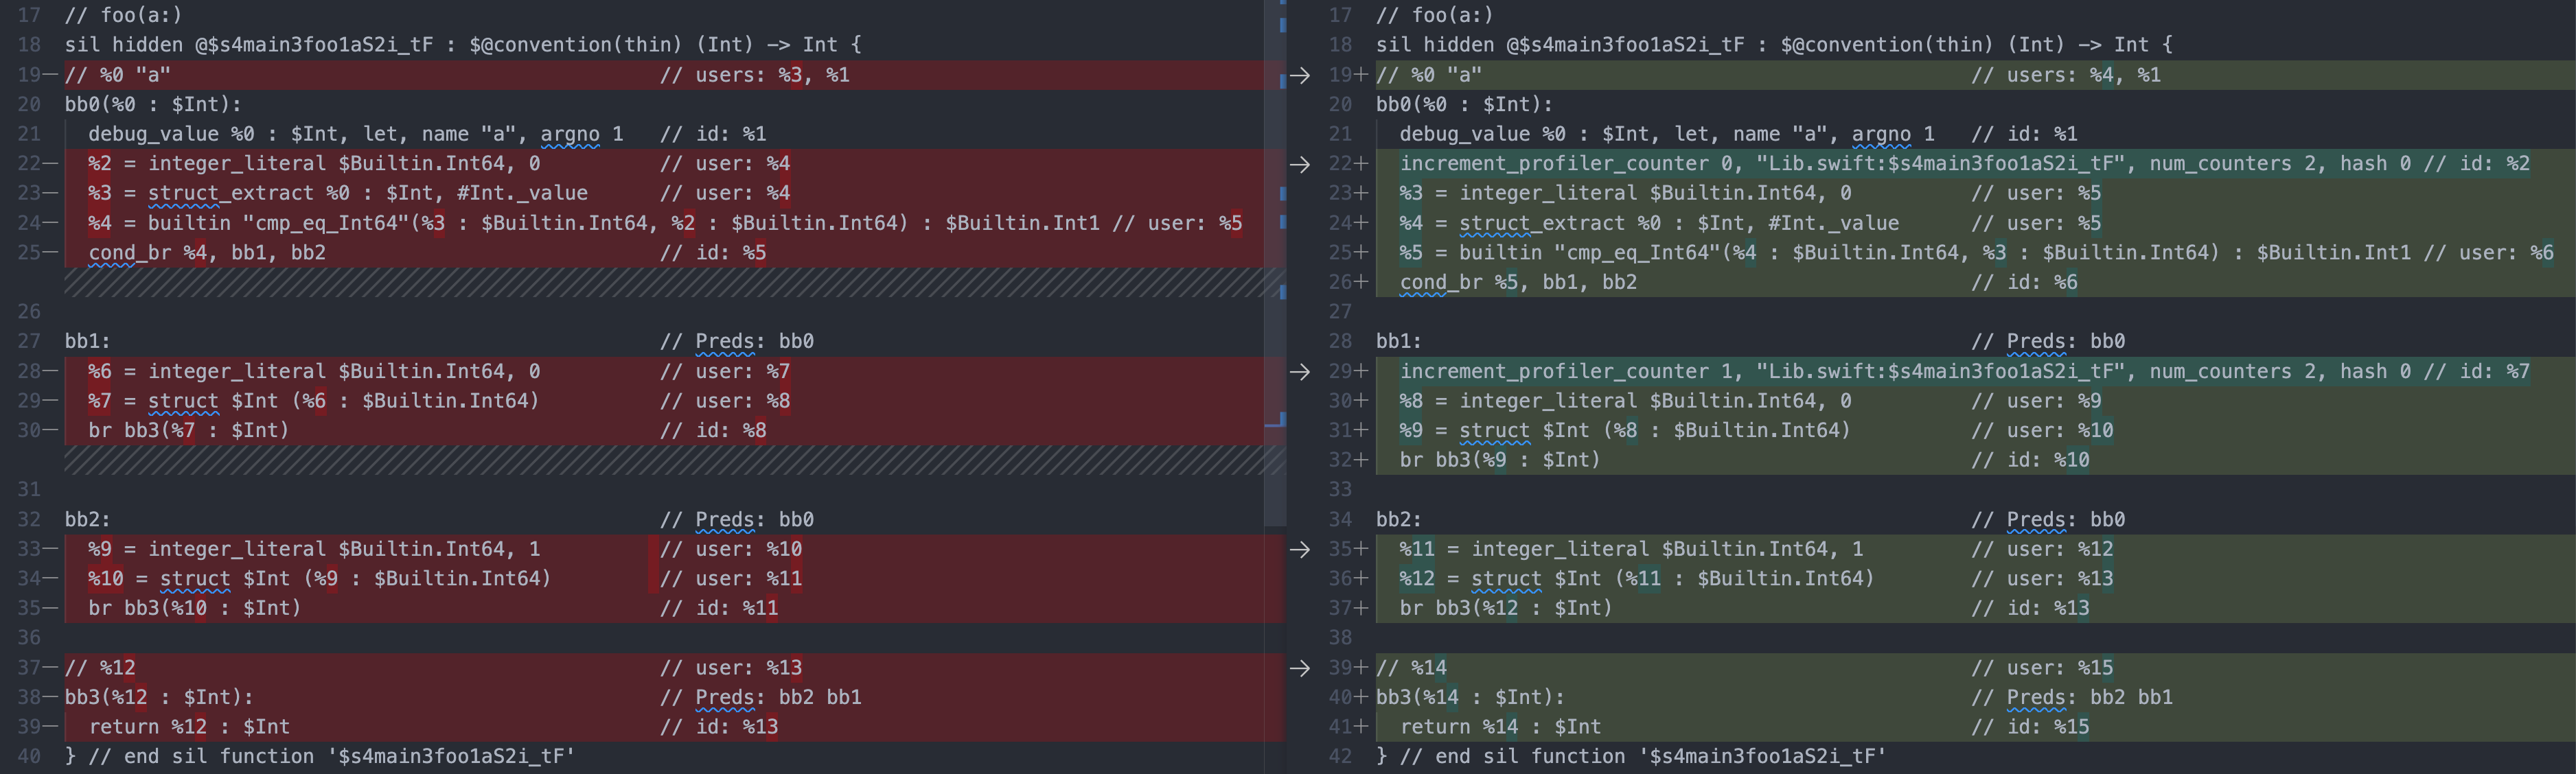 17 // foo(a:)
18 sil hidden @$s4main3foo1aS2i_tF : $@convention(thin) (Int) -> Int {
19— // %0 "a" // users: %3, %1
20 bb0(%0 : $Int):
21 debug_value %0 : $Int, let, name "a", argno 1 // id: %1
22— %2 = integer_literal $Builtin.Int64, 0 // user: %4
23— %3 = struct_extract %0 : $Int, #Int._value // user: %4
24— %4 = builtin "cmp_eq_Int64"(%3 : $Builtin.Int64, %2 : $Builtin.Int64) : $Builtin.Int1 // user: %5
25— cond_br %4, bb1, bb2 // id: %5
26
27 bb1: // Preds: bb0
28— %6 = integer_literal $Builtin.Int64, 0 // user: %7
29— %7 = struct $Int (%6 : $Builtin.Int64) // user: %8
30— br bb3(%7 : $Int) // id: %8
31
32 bb2: // Preds: bb0
33— %9 = integer_literal $Builtin.Int64, 1 // user: %10
34— %10 = struct $Int (%9 : $Builtin.Int64) // user: %11
35— br bb3(%10 : $Int) // id: %11
36
37— // %12 // user: %13
38— bb3(%12 : $Int): // Preds: bb2 bb1
39— return %12 : $Int // id: %13
40 } // end sil function '$s4main3foo1aS2i_tF'
17 // foo(a:)
18 sil hidden @$s4main3foo1aS2i_tF : $@convention(thin) (Int) -> Int {
→ 19+ // %0 "a" // users: %4, %1
20 bb0(%0 : $Int):
21 debug_value %0 : $Int, let, name "a", argno 1 // id: %1
→ 22+ increment_profiler_counter 0, "Lib.swift:$s4main3foo1aS2i_tF", num_counters 2, hash 0 // id: %2
23+ %3 = integer_literal $Builtin.Int64, 0 // user: %5
24+ %4 = struct_extract %0 : $Int, #Int._value // user: %5
25+ %5 = builtin "cmp_eq_Int64"(%4 : $Builtin.Int64, %3 : $Builtin.Int64) : $Builtin.Int1 // user: %6
26+ cond_br %5, bb1, bb2 // id: %6
27
28 bb1: // Preds: bb0
→ 29+ increment_profiler_counter 1, "Lib.swift:$s4main3foo1aS2i_tF", num_counters 2, hash 0 // id: %7
30+ %8 = integer_literal $Builtin.Int64, 0 // user: %9
31+ %9 = struct $Int (%8 : $Builtin.Int64) // user: %10
32+ br bb3(%9 : $Int) // id: %10
33
34 bb2: // Preds: bb0
→ 35+ %11 = integer_literal $Builtin.Int64, 1 // user: %12
36+ %12 = struct $Int (%11 : $Builtin.Int64) // user: %13
37+ br bb3(%12 : $Int) // id: %13
38
→ 39+ // %14 // user: %15
40+ bb3(%14 : $Int): // Preds: bb2 bb1
41+ return %14 : $Int // id: %15
42 } // end sil function '$s4main3foo1aS2i_tF'